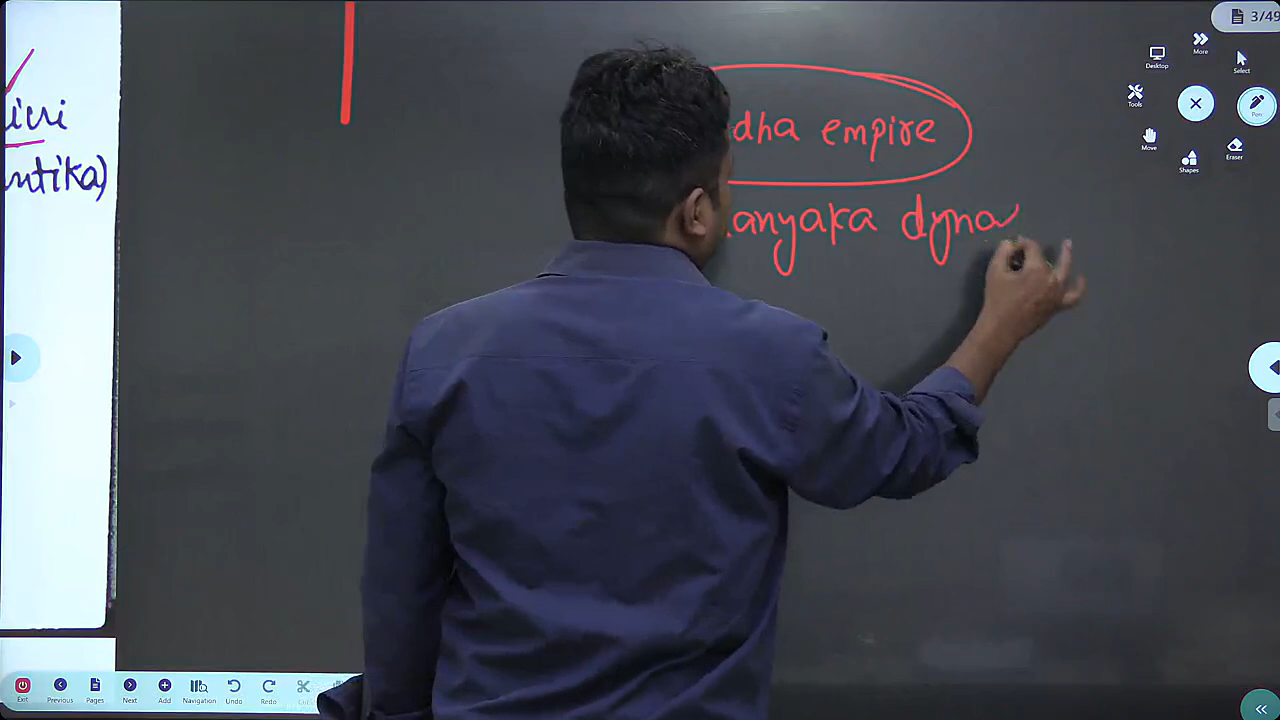 ntika)
dha empire
anyaka dyna
3/49
Desktop
More
Select
Tools
Pen
Move
Shapes
Eraser
Exit
Previous
Pages
Next
Add
Navigation
Undo
Redo